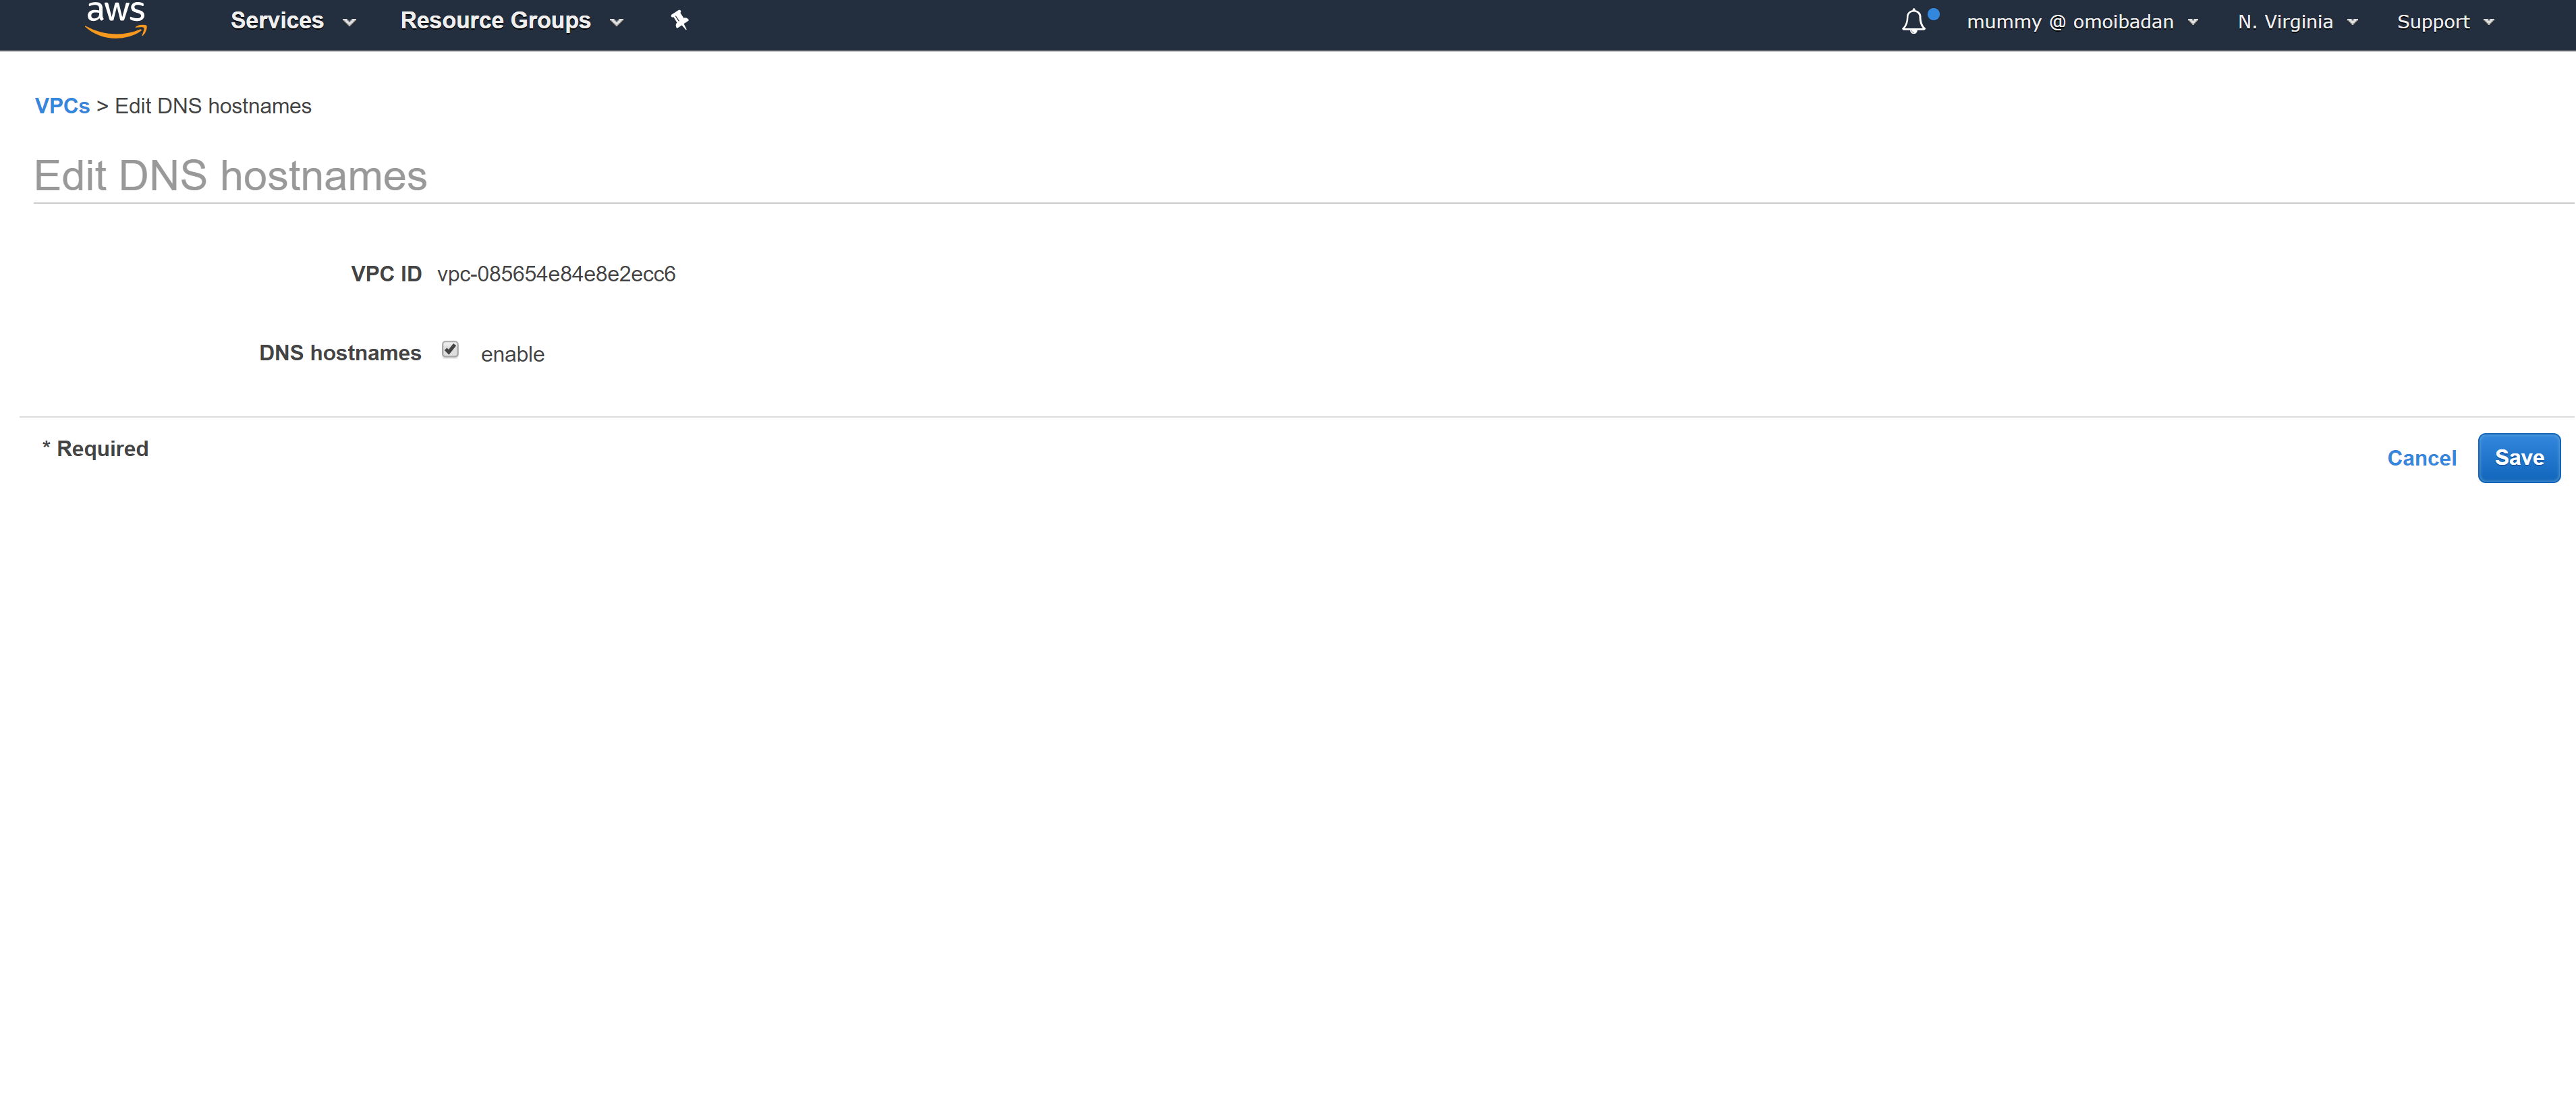 aws Services Resource Groups mummy @ omoibadan N. Virginia Support
VPCs > Edit DNS hostnames
Edit DNS hostnames
VPC ID vpc-085654e84e8e2ecc6
DNS hostnames enable
* Required
Cancel Save